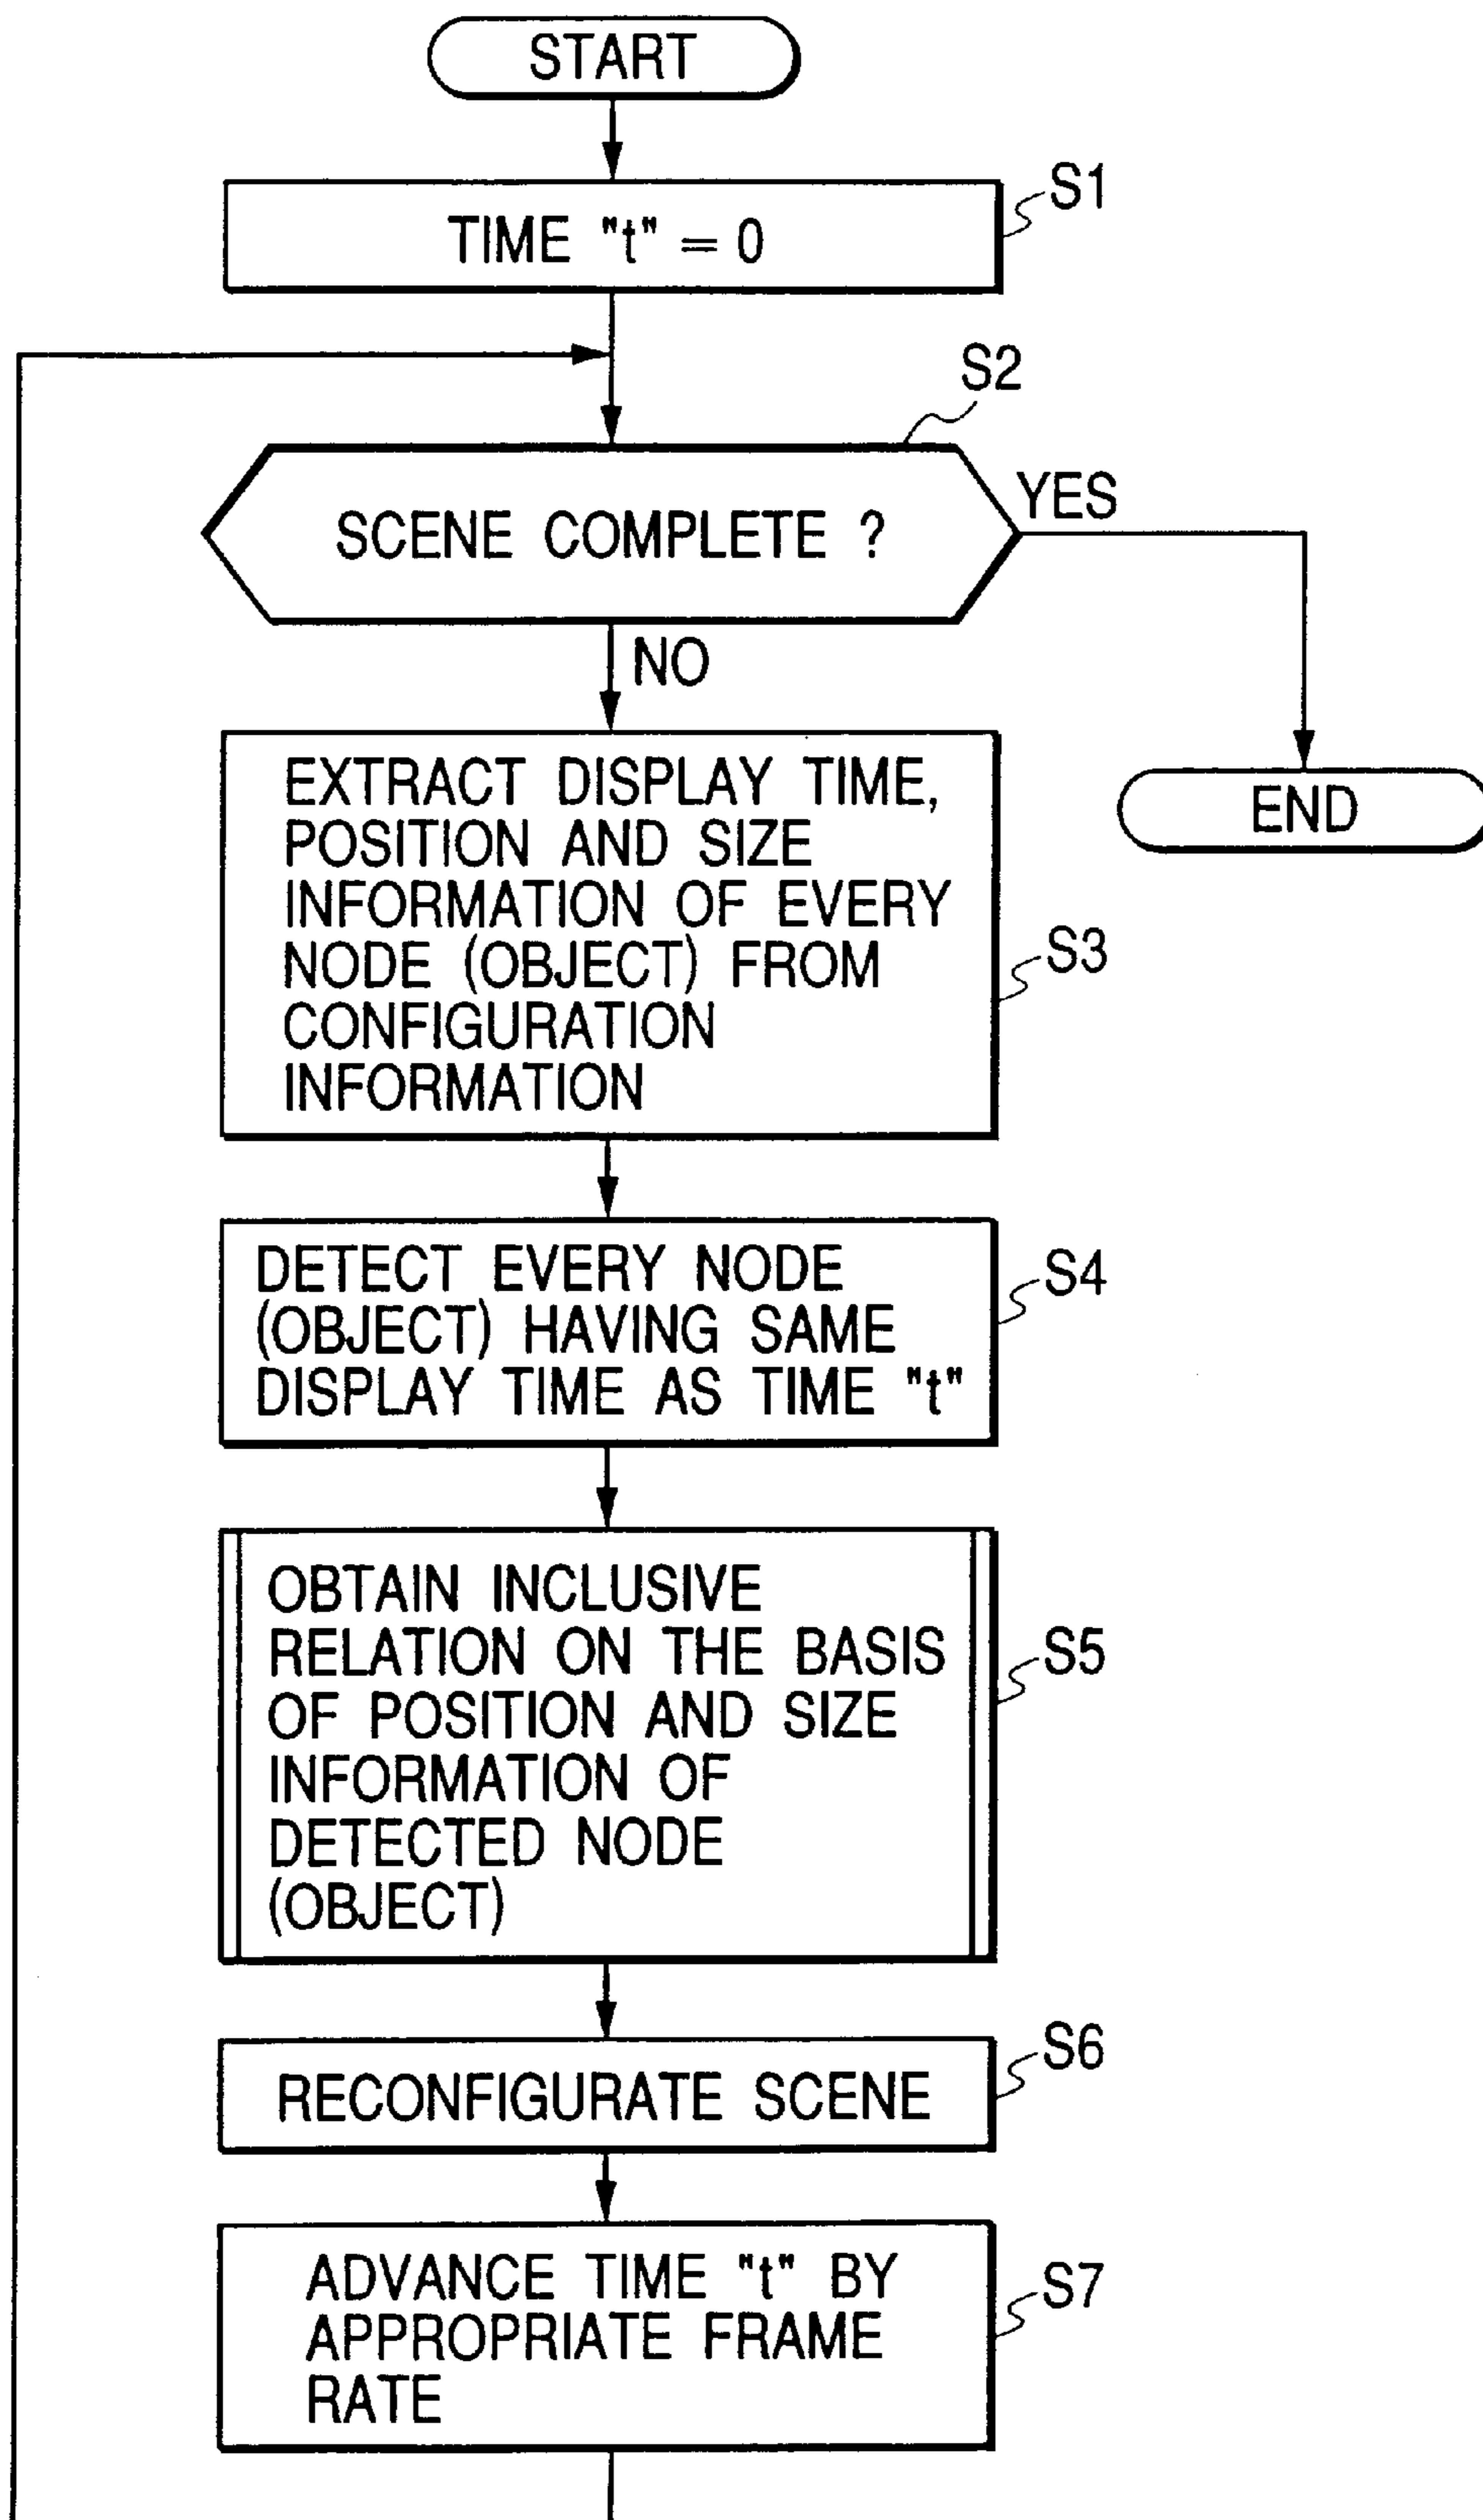 START
S1
TIME "t" = 0
S2
SCENE COMPLETE ?
YES
NO
EXTRACT DISPLAY TIME,
POSITION AND SIZE
INFORMATION OF EVERY
NODE (OBJECT) FROM
CONFIGURATION
INFORMATION
S3
END
DETECT EVERY NODE
(OBJECT) HAVING SAME
DISPLAY TIME AS TIME "t"
S4
OBTAIN INCLUSIVE
RELATION ON THE BASIS
OF POSITION AND SIZE
INFORMATION OF
DETECTED NODE
(OBJECT)
S5
RECONFIGURATE SCENE
S6
ADVANCE TIME "t" BY
APPROPRIATE FRAME
RATE
S7